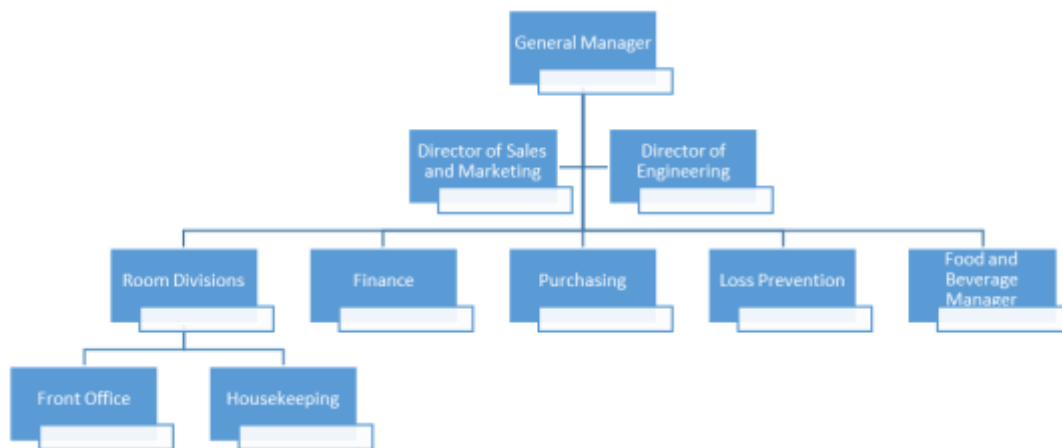 General Manager
Director of Sales
and Marketing
Director of
Engineering
Room Divisions
Finance
Purchasing
Loss Prevention
Food and
Beverage
Manager
Front Office
Housekeeping